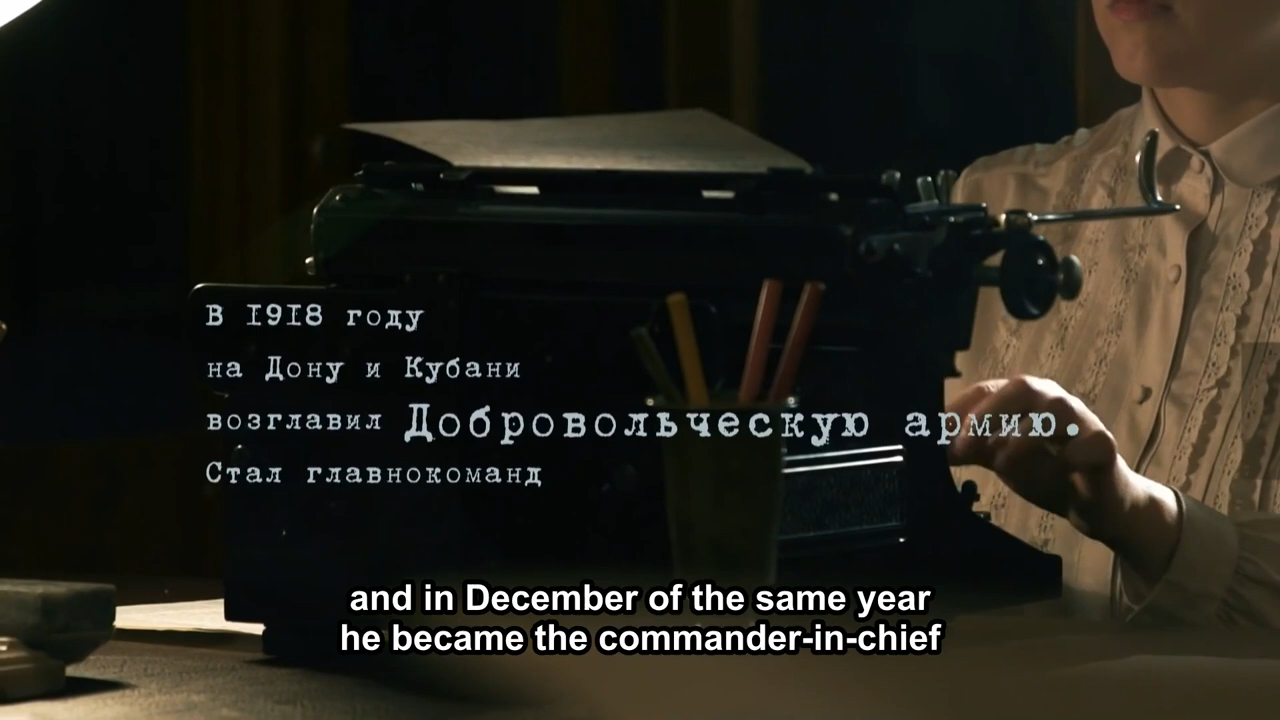 В 1918 году
на Дону и Кубани
возглавил Добровольческую армию.
Стал главнокоманд
and in December of the same year
he became the commander-in-chief